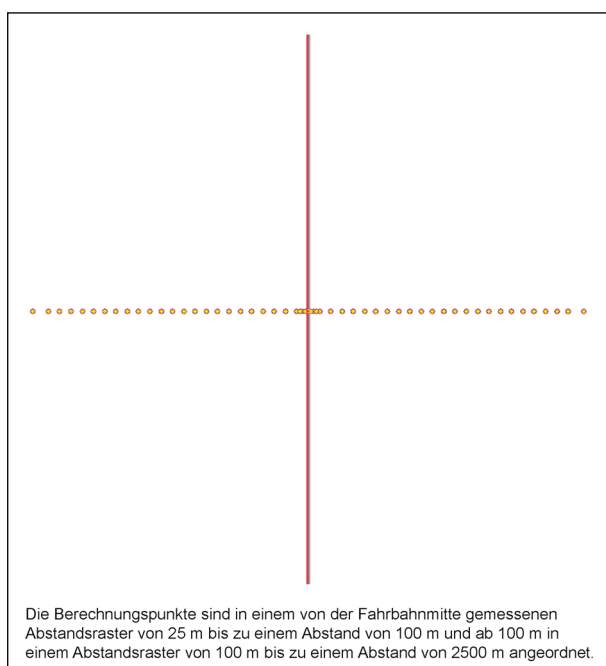 Die Berechnungspunkte sind in einem von der Fahrbahnmitte gemessenen
Abstandsraster von 25 m bis zu einem Abstand von 100 m und ab 100 m in
einem Abstandsraster von 100 m bis zu einem Abstand von 2500 m angeordnet.